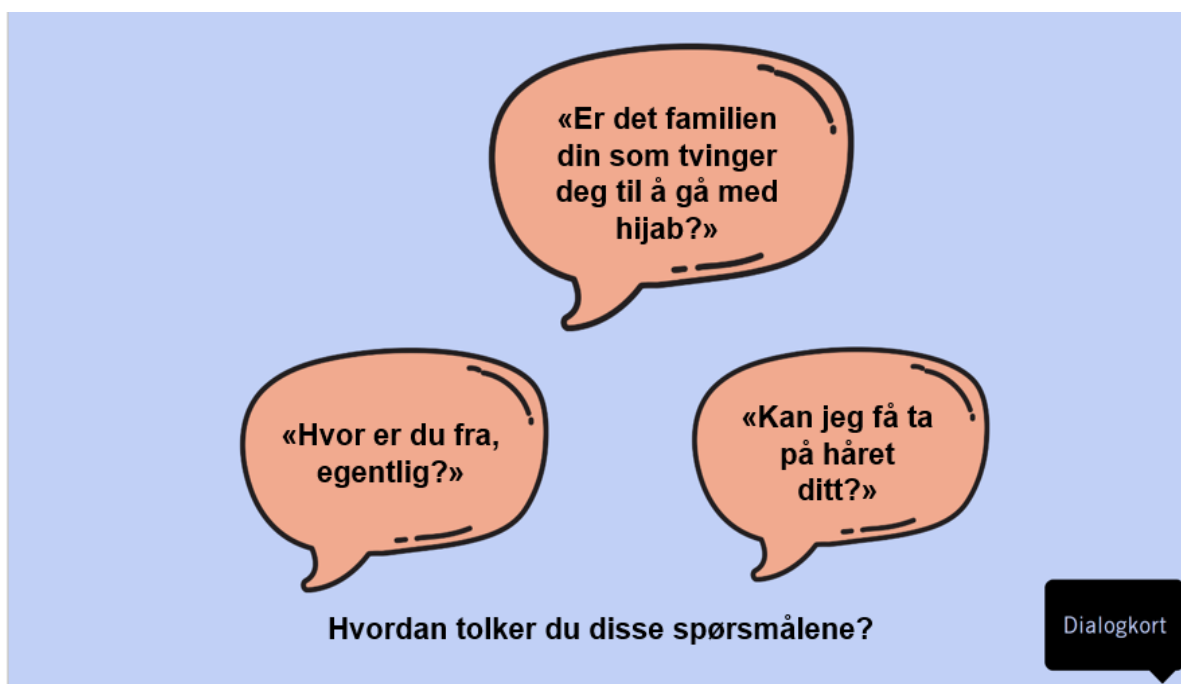 «Er det familien
din som tvinger
deg til å gå med
hijab?»
«Hvor er du fra,
egentlig?»
«Kan jeg få ta
på håret
ditt?»
Hvordan tolker du disse spørsmålene?
Dialogkort